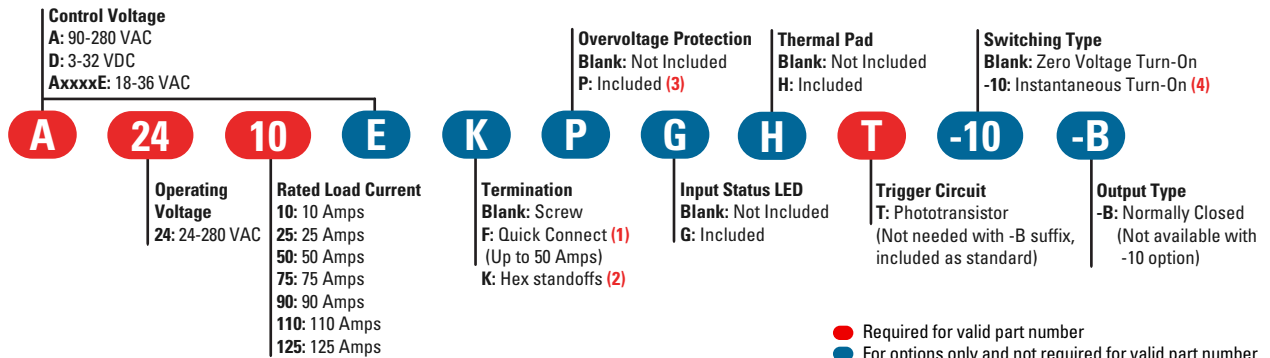 Control Voltage
A: 90-280 VAC
D: 3-32 VDC
AxxxxE: 18-36 VAC
Overvoltage Protection
Blank: Not Included
P: Included (3)
Thermal Pad
Blank: Not Included
H: Included
Switching Type
Blank: Zero Voltage Turn-On
-10: Instantaneous Turn-On (4)
A 24 10 E K P G H T -10 -B
Operating
Voltage
24: 24-280 VAC
Rated Load Current
10: 10 Amps
25: 25 Amps
50: 50 Amps
75: 75 Amps
90: 90 Amps
110: 110 Amps
125: 125 Amps
Termination
Blank: Screw
F: Quick Connect (1)
(Up to 50 Amps)
K: Hex standoffs (2)
Input Status LED
Blank: Not Included
G: Included
Trigger Circuit
T: Phototransistor
(Not needed with -B suffix,
included as standard)
Output Type
-B: Normally Closed
(Not available with
-10 option)
Required for valid part number
For options only and not required for valid part number